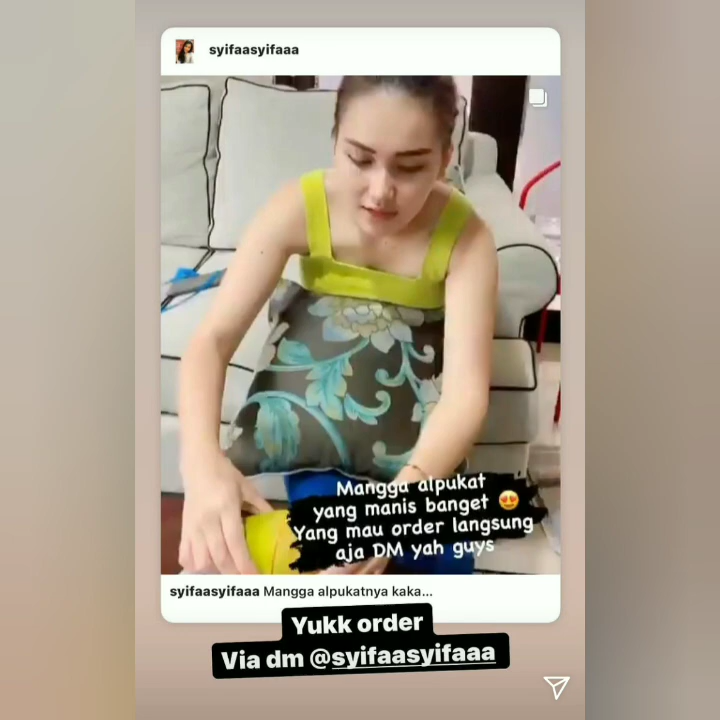 syifaasyifaaa
Mangga alpukat
yang manis banget 😍
Yang mau order langsung
aja DM yah guys
syifaasyifaaa Mangga alpukatnya kaka...
Yukk order
Via dm @syifaasyifaaa